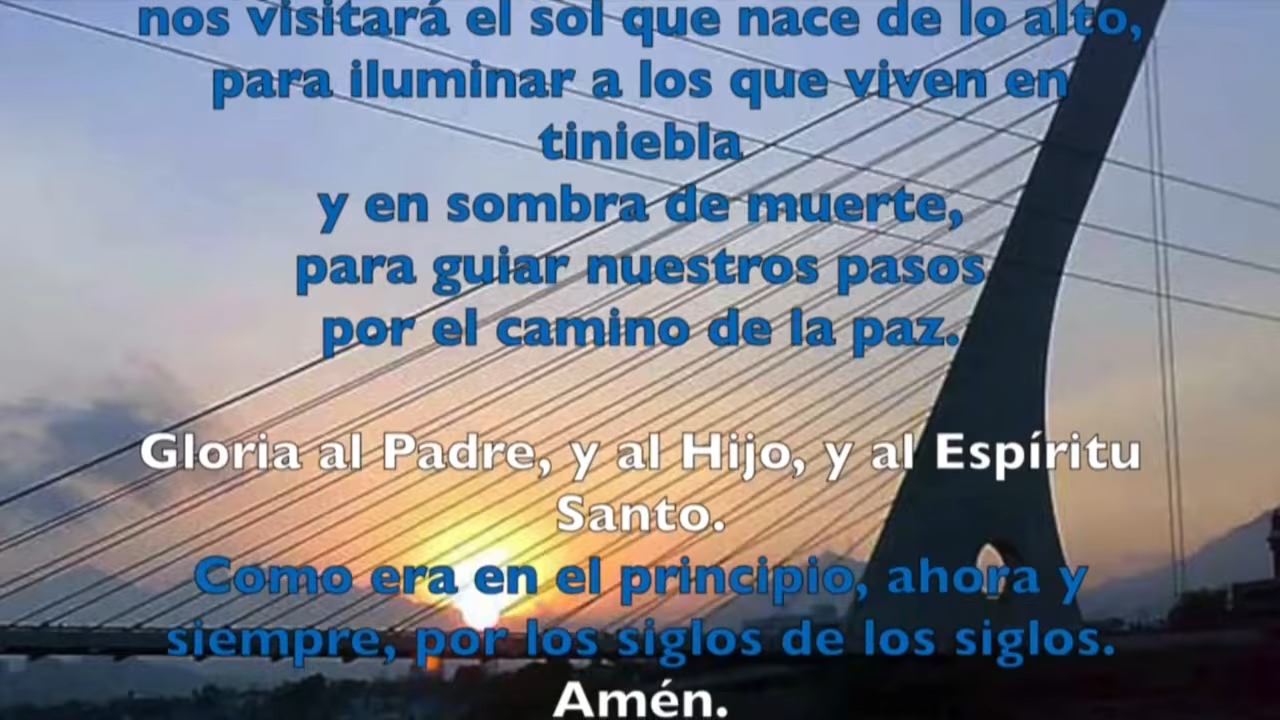 nos visitará el sol que nace de lo alto,
para iluminar a los que viven en
tiniebla
y en sombra de muerte,
para guiar nuestros pasos
por el camino de la paz.
Gloria al Padre, y al Hijo, y al Espíritu
Santo.
Como era en el principio, ahora y
siempre, por los siglos de los siglos.
Amén.